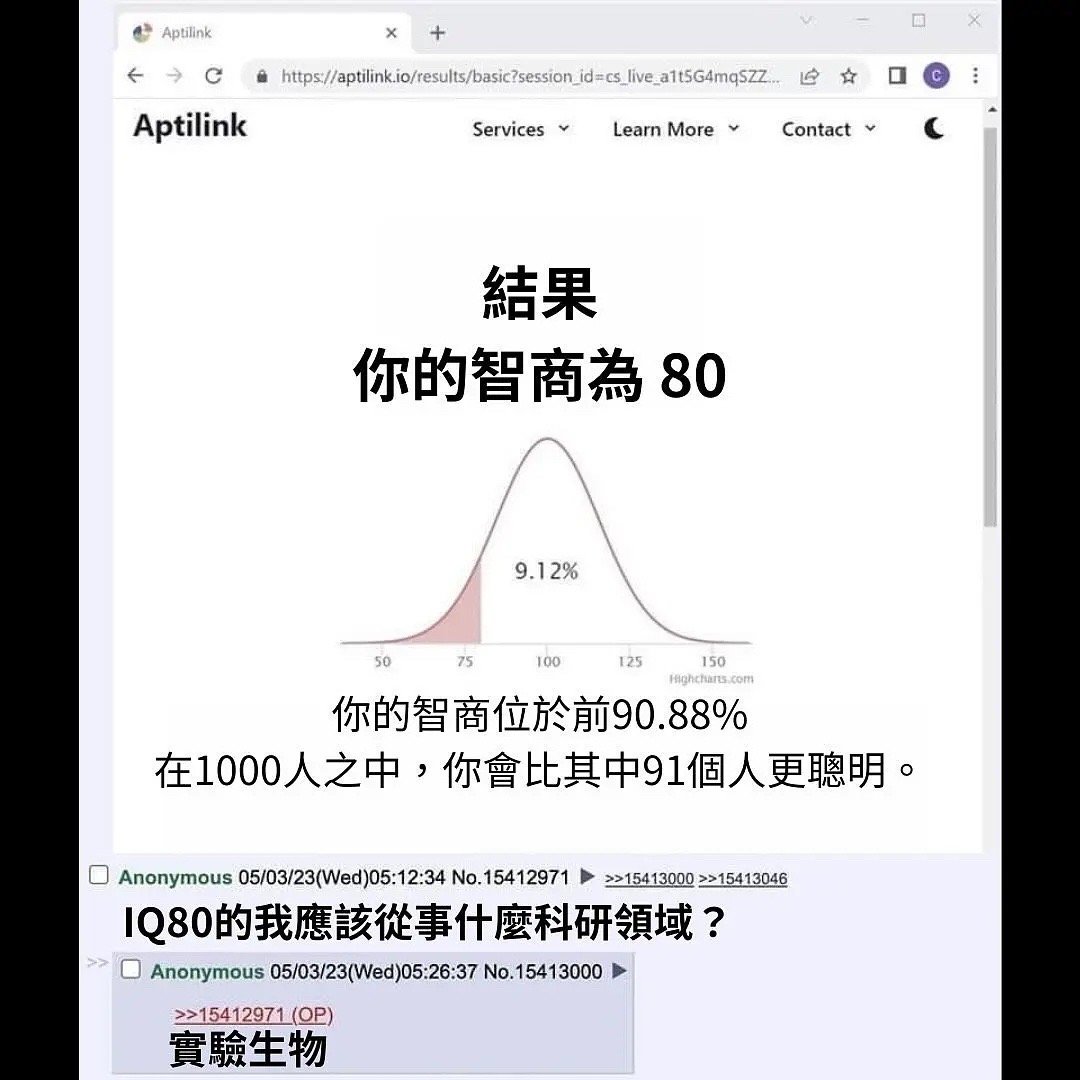 Aptilink
https://aptilink.io/results/basic?session_id=cs_live_a1t5G4mqSZZ...
C
Aptilink
Services
Learn More
Contact
結果
你的智商為 80
9.12%
50 75 100 125 150
Highcharts.com
你的智商位於前90.88%
在1000人之中，你會比其中91個人更聰明。
Anonymous 05/03/23(Wed)05:12:34 No.15412971 ▶ >>15413000 >>15413046
IQ80的我應該從事什麼科研領域？
>> Anonymous 05/03/23(Wed)05:26:37 No.15413000 ▶
>>15412971 (OP)
實驗生物